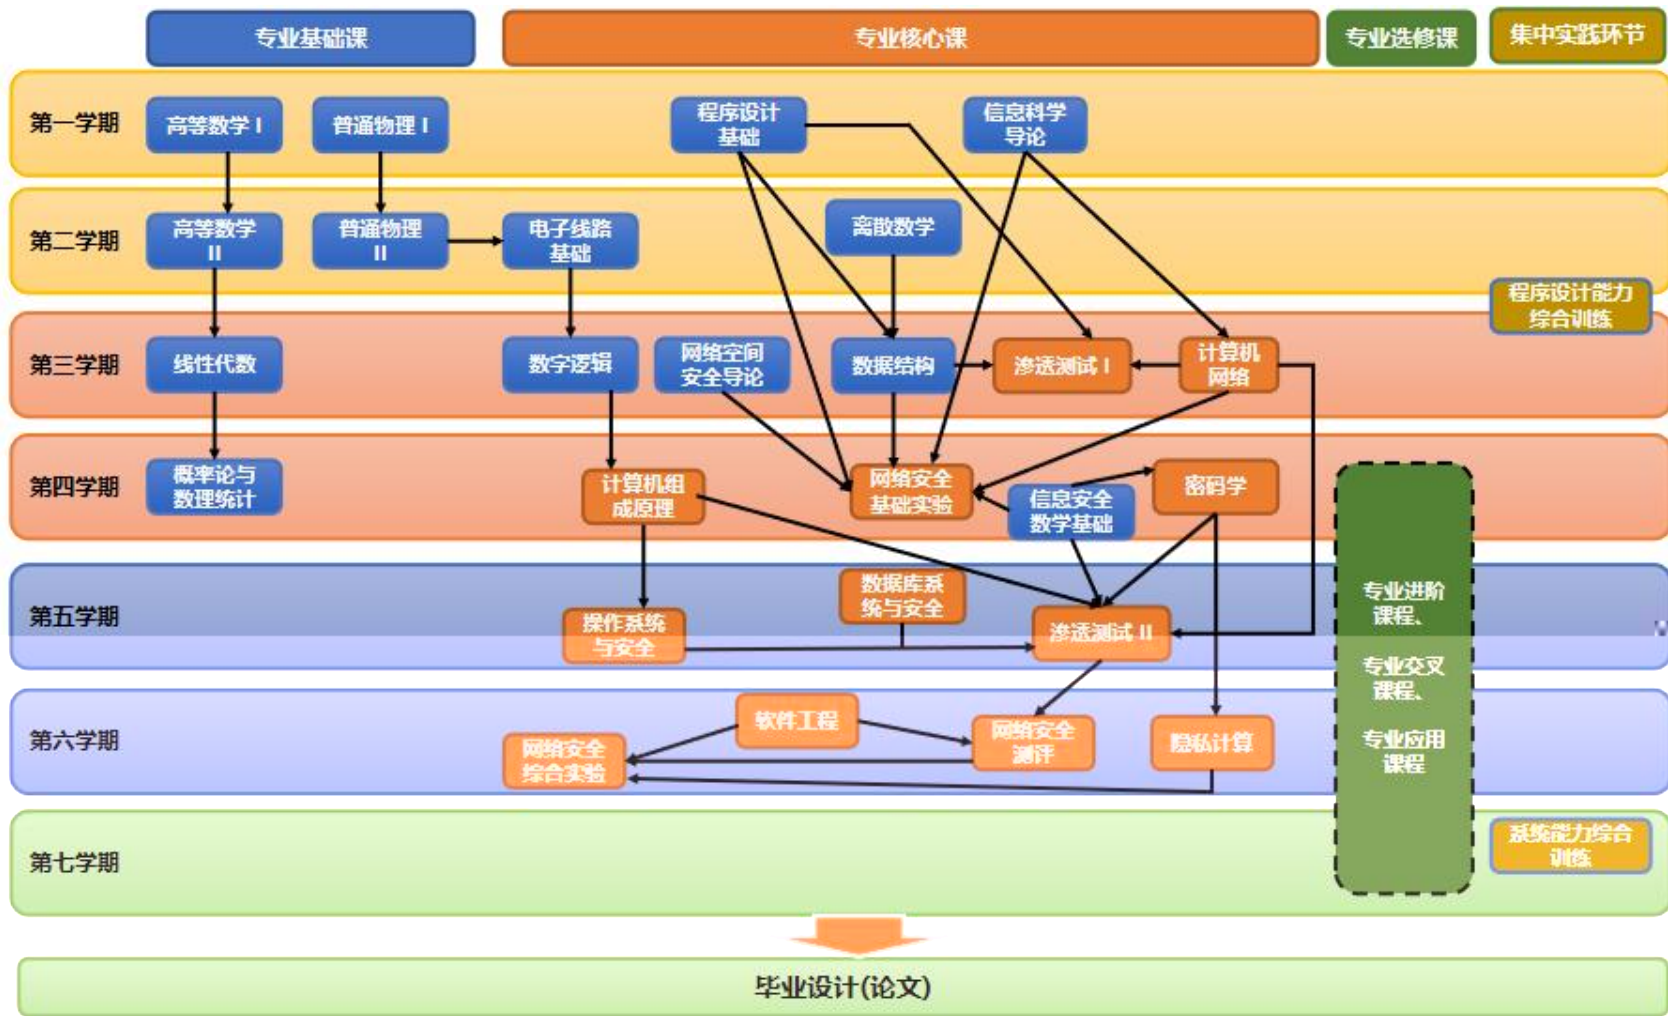 专业基础课
专业核心课
专业选修课
集中实践环节
第一学期
高等数学 I
普通物理 I
程序设计
基础
信息科学
导论
第二学期
高等数学
II
普通物理
II
电子线路
基础
离散数学
程序设计能力
综合训练
第三学期
线性代数
数字逻辑
网络空间
安全导论
数据结构
渗透测试 I
计算机
网络
第四学期
概率论与
数理统计
计算机组
成原理
网络安全
基础实验
信息安全
数学基础
密码学
第五学期
操作系统
与安全
数据库系
统与安全
渗透测试 II
专业进阶
课程、
专业交叉
课程、
专业应用
课程
第六学期
网络安全
综合实验
软件工程
网络安全
测评
隐私计算
第七学期
系统能力综合
训练
毕业设计(论文)